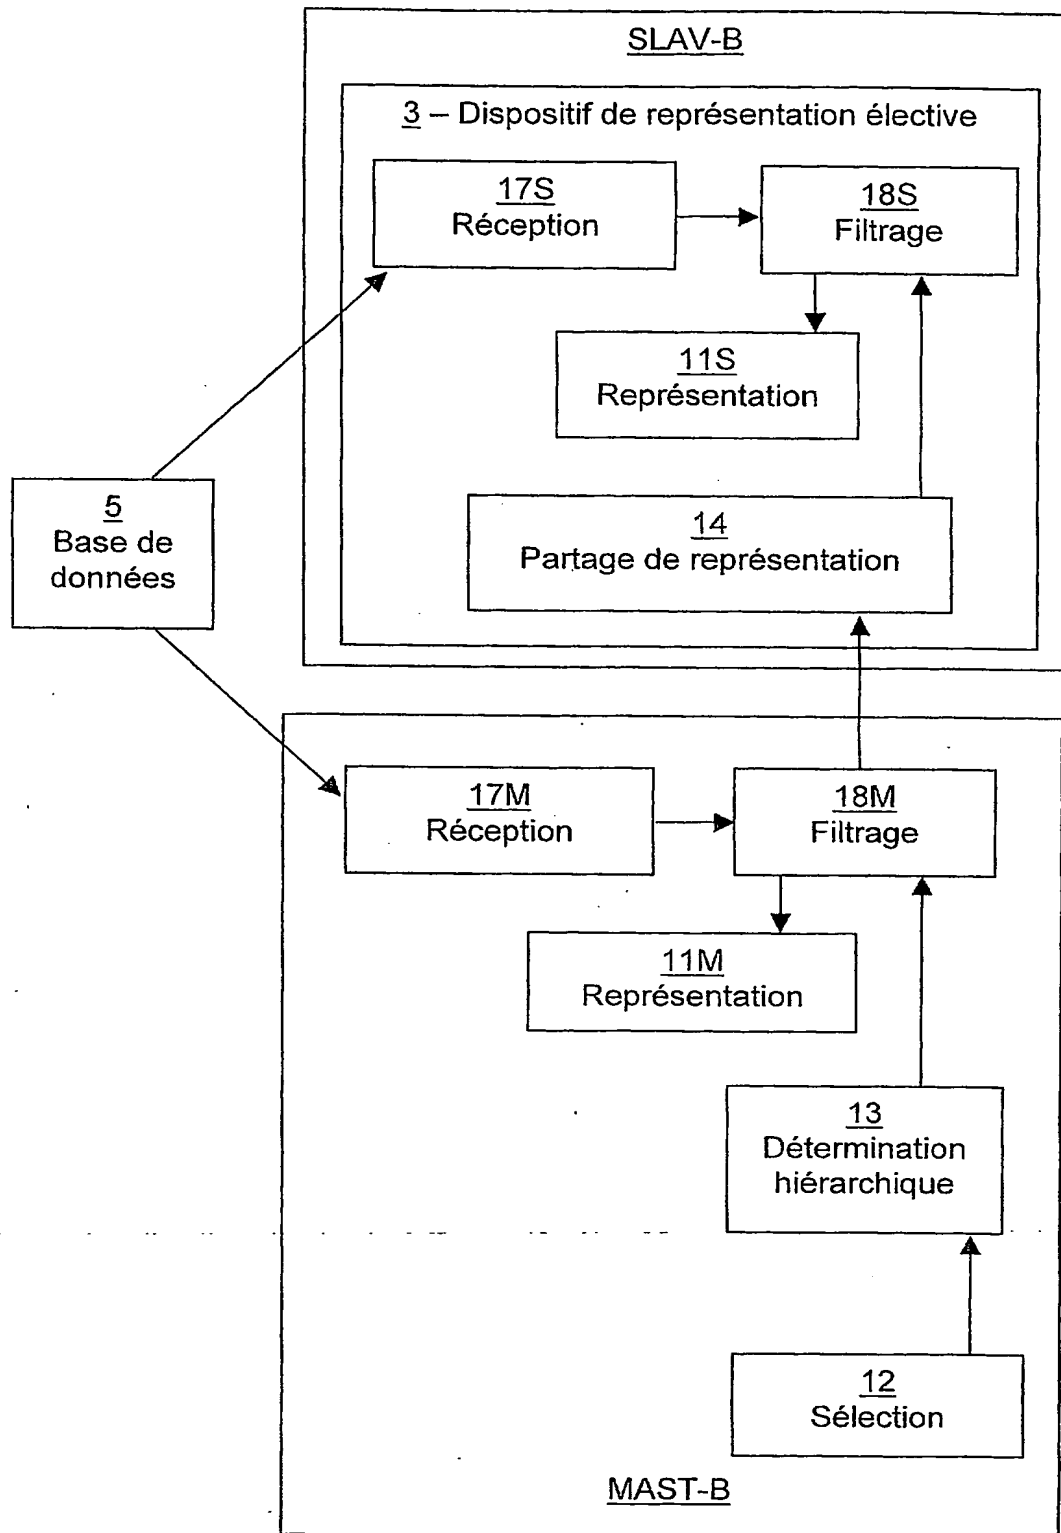 SLAV-B
3 – Dispositif de représentation élective
17S
Réception
18S
Filtrage
11S
Représentation
14
Partage de représentation
5
Base de
données
17M
Réception
18M
Filtrage
11M
Représentation
13
Détermination
hiérarchique
12
Sélection
MAST-B